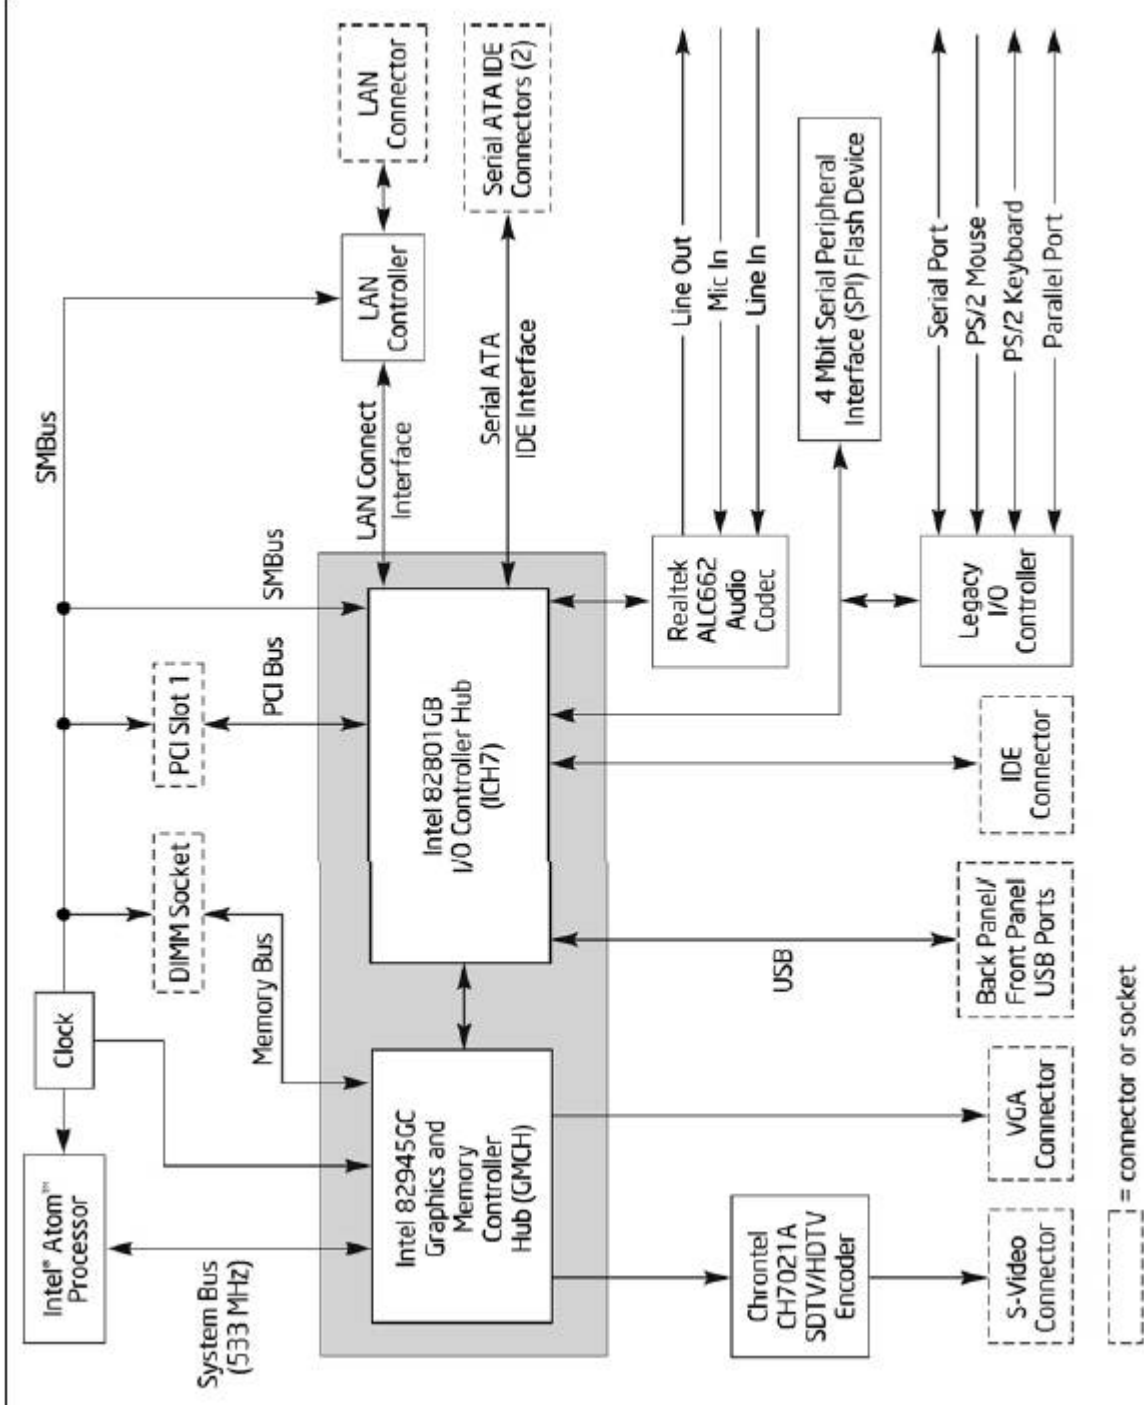 Intel® Atom™
Processor
Clock
SMBus
System Bus
(533 MHz)
Memory Bus
DIMM Socket
PCI Slot 1
PCI Bus
SMBus
LAN Connect
Interface
LAN
Controller
LAN
Connector
Intel 82945GC
Graphics and
Memory
Controller
Hub (GMCH)
Intel 82801GB
I/O Controller Hub
(ICH7)
Serial ATA
IDE Interface
Serial ATA IDE
Connectors (2)
Realtek
ALC662
Audio
Codec
Line Out
Mic In
Line In
4 Mbit Serial Peripheral
Interface (SPI) Flash Device
USB
Chrontel
CH7021A
SDTV/HDTV
Encoder
S-Video
Connector
VGA
Connector
Back Panel/
Front Panel
USB Ports
IDE
Connector
Legacy
I/O
Controller
Serial Port
PS/2 Mouse
PS/2 Keyboard
Parallel Port
= connector or socket